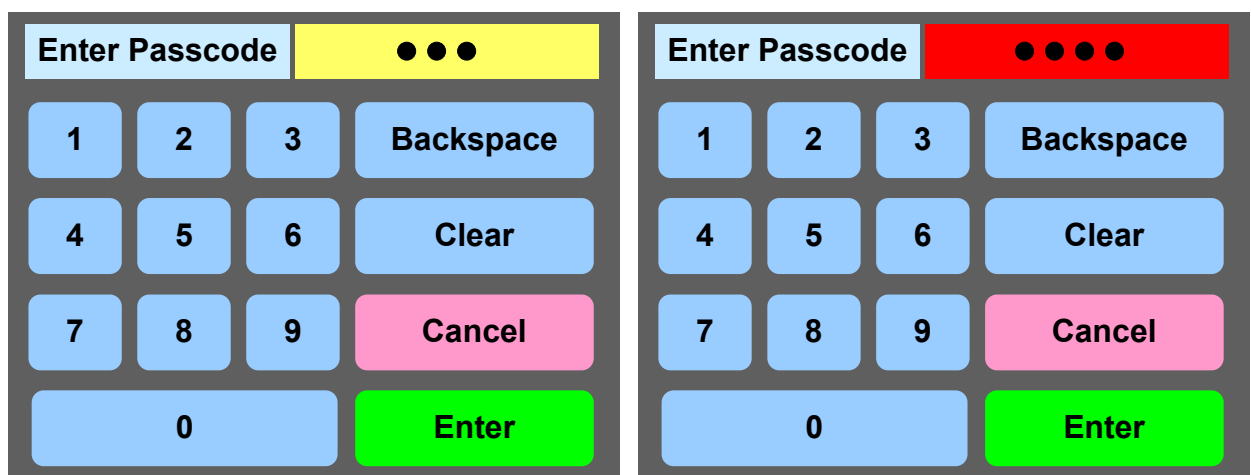 Enter Passcode ●●●
1 2 3 Backspace
4 5 6 Clear
7 8 9 Cancel
0 Enter
Enter Passcode ●●●●
1 2 3 Backspace
4 5 6 Clear
7 8 9 Cancel
0 Enter